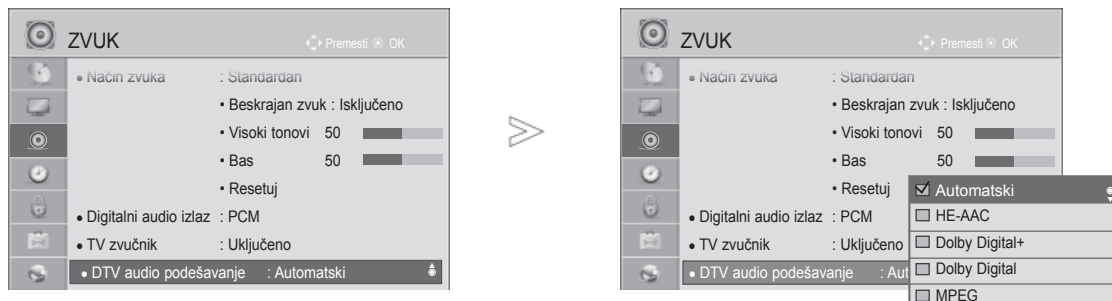 ZVUK
Premesti OK
• Način zvuka : Standardan
• Beskrajan zvuk : Isključeno
• Visoki tonovi 50
• Bas 50
• Resetuj
• Digitalni audio izlaz : PCM
• TV zvučnik : Uključeno
• DTV audio podešavanje : Automatski
ZVUK
Premesti OK
• Način zvuka : Standardan
• Beskrajan zvuk : Isključeno
• Visoki tonovi 50
• Bas 50
• Resetuj
• Digitalni audio izlaz : PCM
• TV zvučnik : Uključeno
• DTV audio podešavanje : Aut
Automatski
HE-AAC
Dolby Digital+
Dolby Digital
MPEG